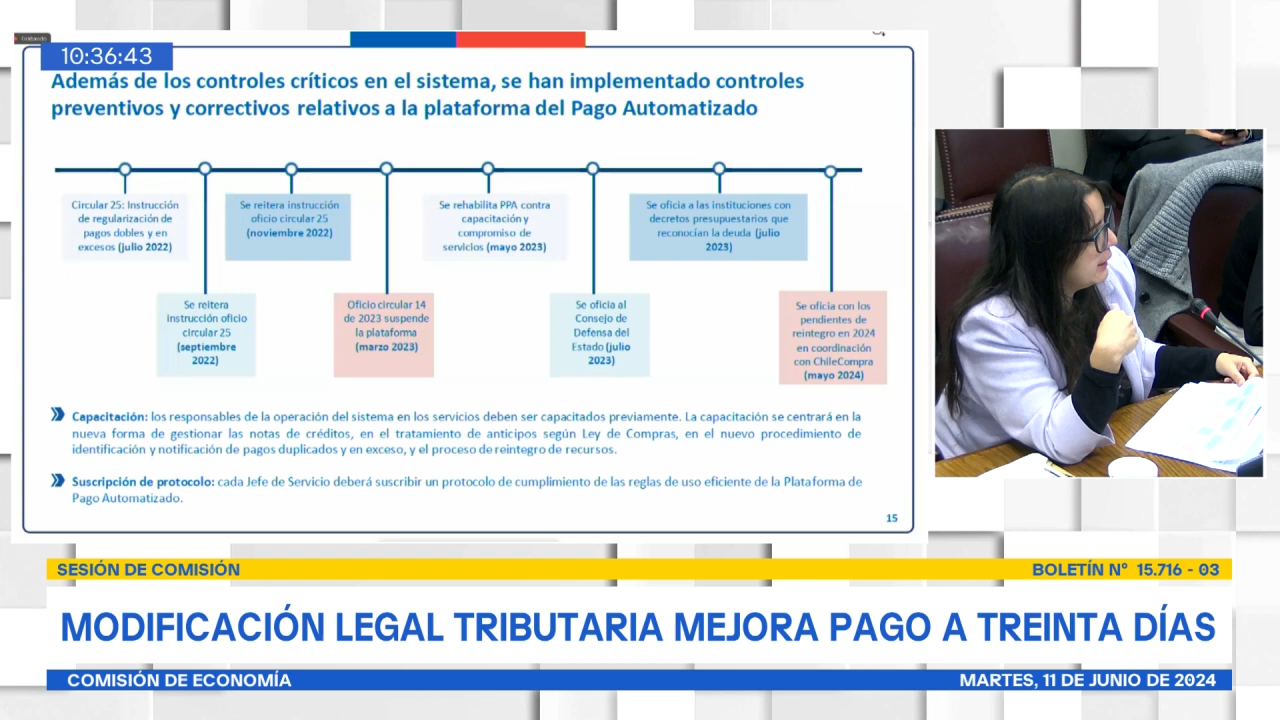 10:36:43
Además de los controles críticos en el sistema, se han implementado controles
preventivos y correctivos relativos a la plataforma del Pago Automatizado
Circular 25: Instrucción
de regularización de
pagos dobles y en
excesos (julio 2022)
Se reitera instrucción
oficio circular 25
(noviembre 2022)
Se rehabilita PPA contra
capacitación y
compromiso de
servicios (mayo 2023)
Se oficia a las instituciones con
decretos presupuestarios que
reconocían la deuda (julio
2023)
Se reitera
instrucción oficio
circular 25
(septiembre
2022)
Oficio circular 14
de 2023 suspende
la plataforma
(marzo 2023)
Se oficia al
Consejo de
Defensa del
Estado (julio
2023)
Se oficia con los
pendientes de
reintegro en 2024
en coordinación
con ChileCompra
(mayo 2024)
Capacitación: los responsables de la operación del sistema en los servicios deben ser capacitados previamente. La capacitación se centrará en la
nueva forma de gestionar las notas de créditos, en el tratamiento de anticipos según Ley de Compras, en el nuevo procedimiento de
identificación y notificación de pagos duplicados y en exceso, y el proceso de reintegro de recursos.
Suscripción de protocolo: cada Jefe de Servicio deberá suscribir un protocolo de cumplimiento de las reglas de uso eficiente de la Plataforma de
Pago Automatizado.
15
SESIÓN DE COMISIÓN
BOLETÍN N° 15.716 - 03
MODIFICACIÓN LEGAL TRIBUTARIA MEJORA PAGO A TREINTA DÍAS
COMISIÓN DE ECONOMÍA
MARTES, 11 DE JUNIO DE 2024